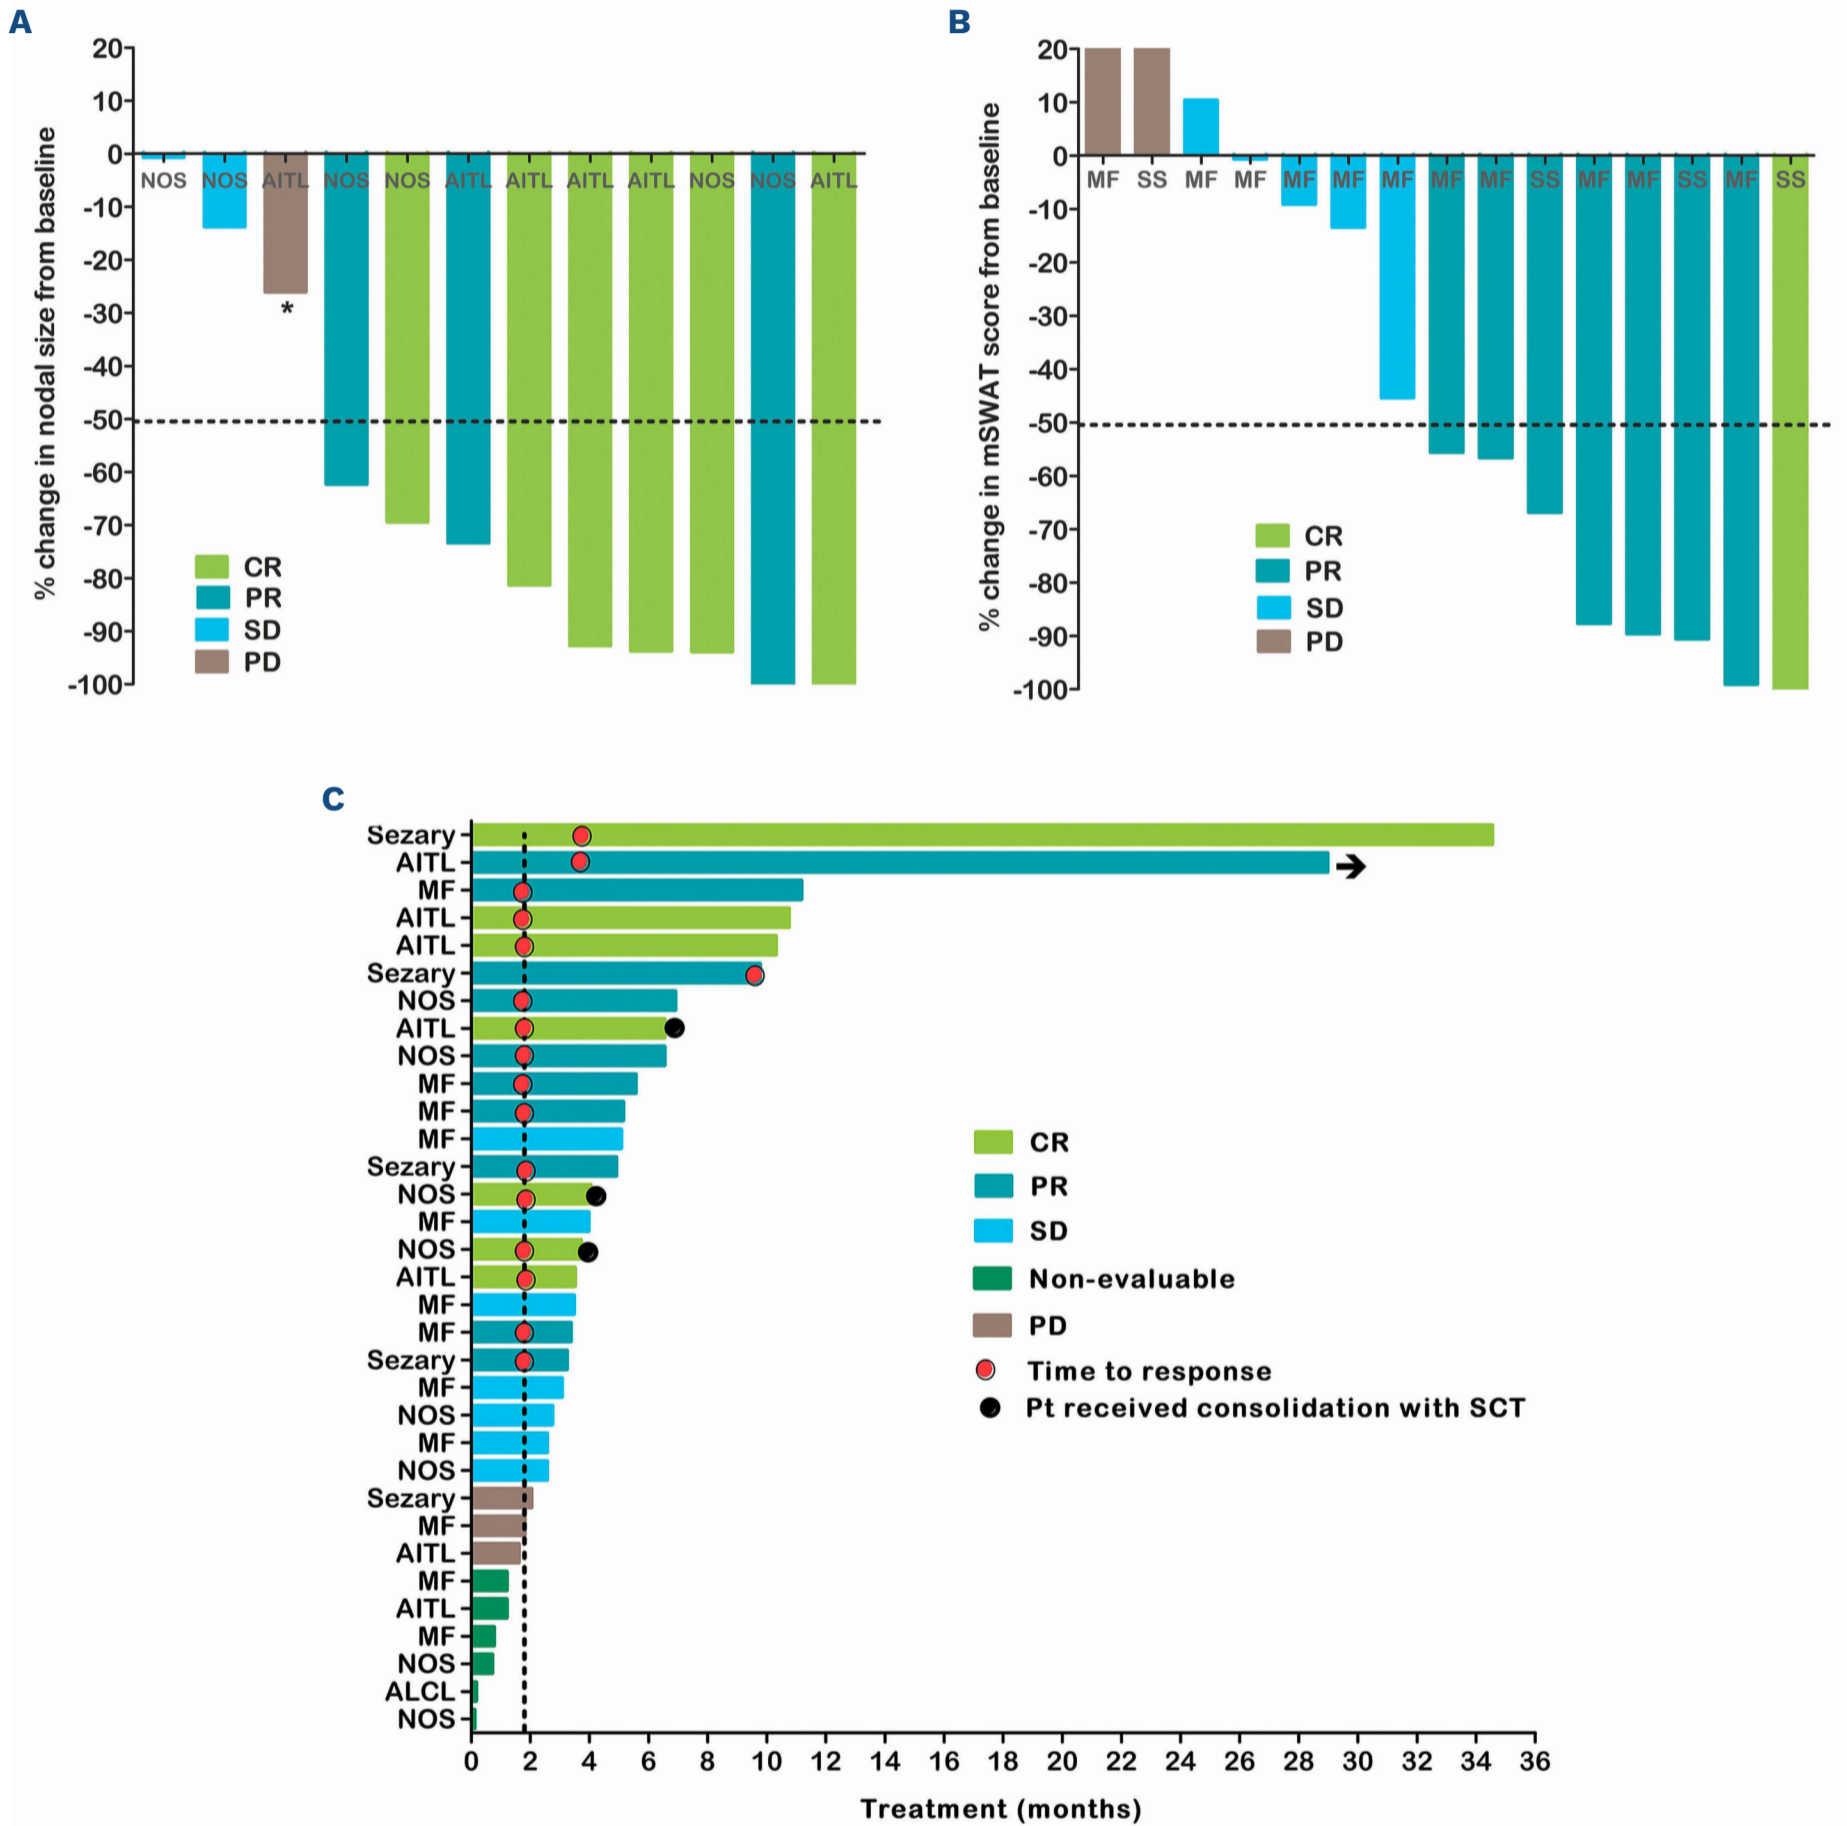 A
% change in nodal size from baseline
20
10
0
-10
-20
-30
-40
-50
-60
-70
-80
-90
-100
NOS NOS AITL NOS NOS AITL AITL AITL AITL NOS NOS AITL
*
CR
PR
SD
PD
B
% change in mSWAT score from baseline
20
10
0
-10
-20
-30
-40
-50
-60
-70
-80
-90
-100
MF SS MF MF MF MF MF MF MF SS MF MF SS MF SS
CR
PR
SD
PD
C
Sezary
AITL
MF
AITL
AITL
Sezary
NOS
AITL
NOS
MF
MF
MF
Sezary
NOS
MF
NOS
AITL
MF
MF
Sezary
MF
NOS
MF
NOS
Sezary
MF
AITL
MF
AITL
MF
NOS
ALCL
NOS
CR
PR
SD
Non-evaluable
PD
Time to response
Pt received consolidation with SCT
0 2 4 6 8 10 12 14 16 18 20 22 24 26 28 30 32 34 36
Treatment (months)